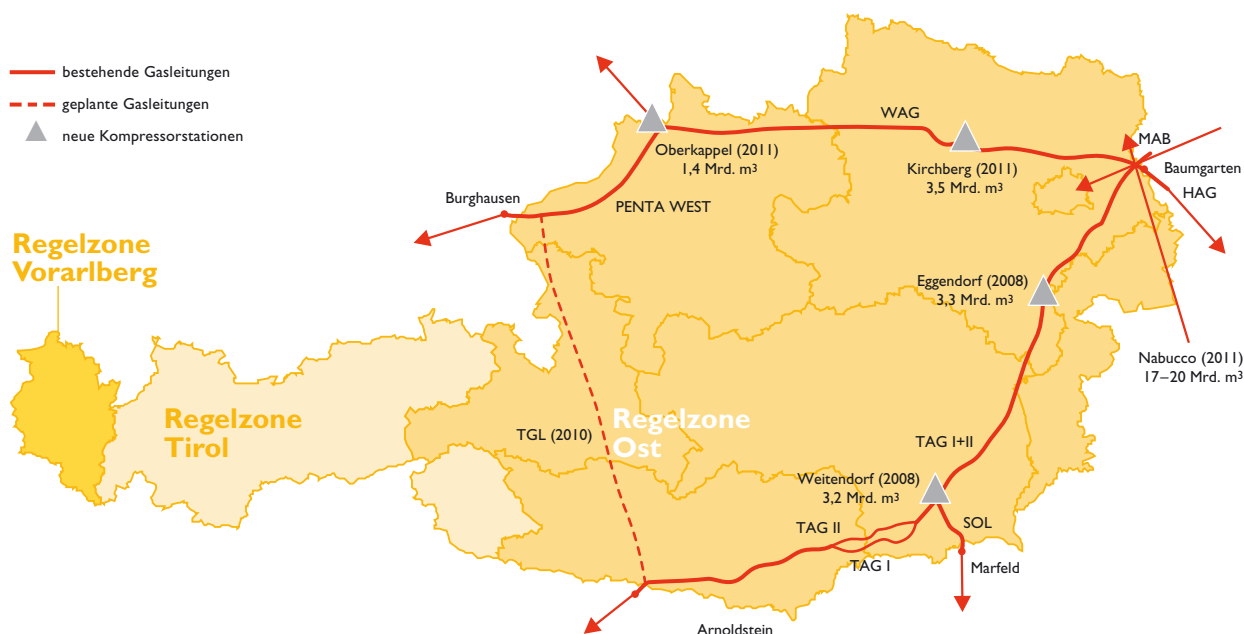 bestehende Gasleitungen
geplante Gasleitungen
neue Kompressorstationen
WAG
MAB
Oberkappel (2011)
1,4 Mrd. m³
Kirchberg (2011)
3,5 Mrd. m³
Baumgarten
HAG
Burghausen
PENTA WEST
Regelzone
Vorarlberg
Eggendorf (2008)
3,3 Mrd. m³
Nabucco (2011)
17–20 Mrd. m³
Regelzone
Tirol
TGL (2010)
Regelzone
Ost
TAG I+II
Weitendorf (2008)
3,2 Mrd. m³
TAG II
SOL
TAG I
Marfeld
Arnoldstein